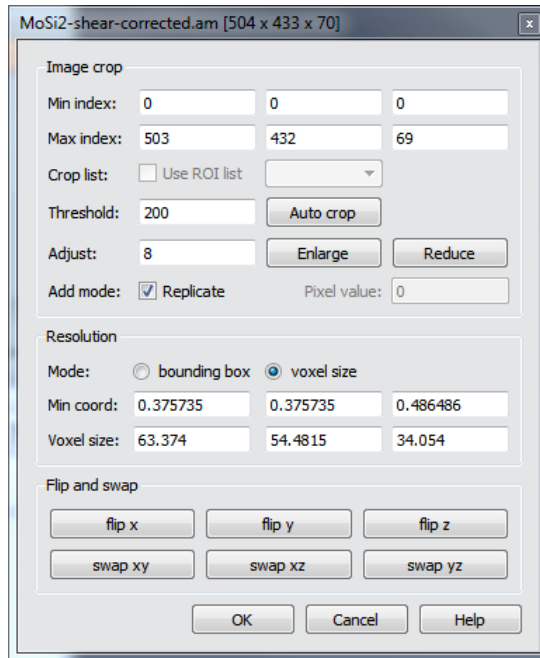 MoSi2-shear-corrected.am [504 x 433 x 70] x
Image crop
Min index: 0 0 0
Max index: 503 432 69
Crop list: Use ROI list
Threshold: 200 Auto crop
Adjust: 8 Enlarge Reduce
Add mode: Replicate Pixel value: 0
Resolution
Mode: bounding box voxel size
Min coord: 0.375735 0.375735 0.486486
Voxel size: 63.374 54.4815 34.054
Flip and swap
flip x flip y flip z
swap xy swap xz swap yz
OK Cancel Help